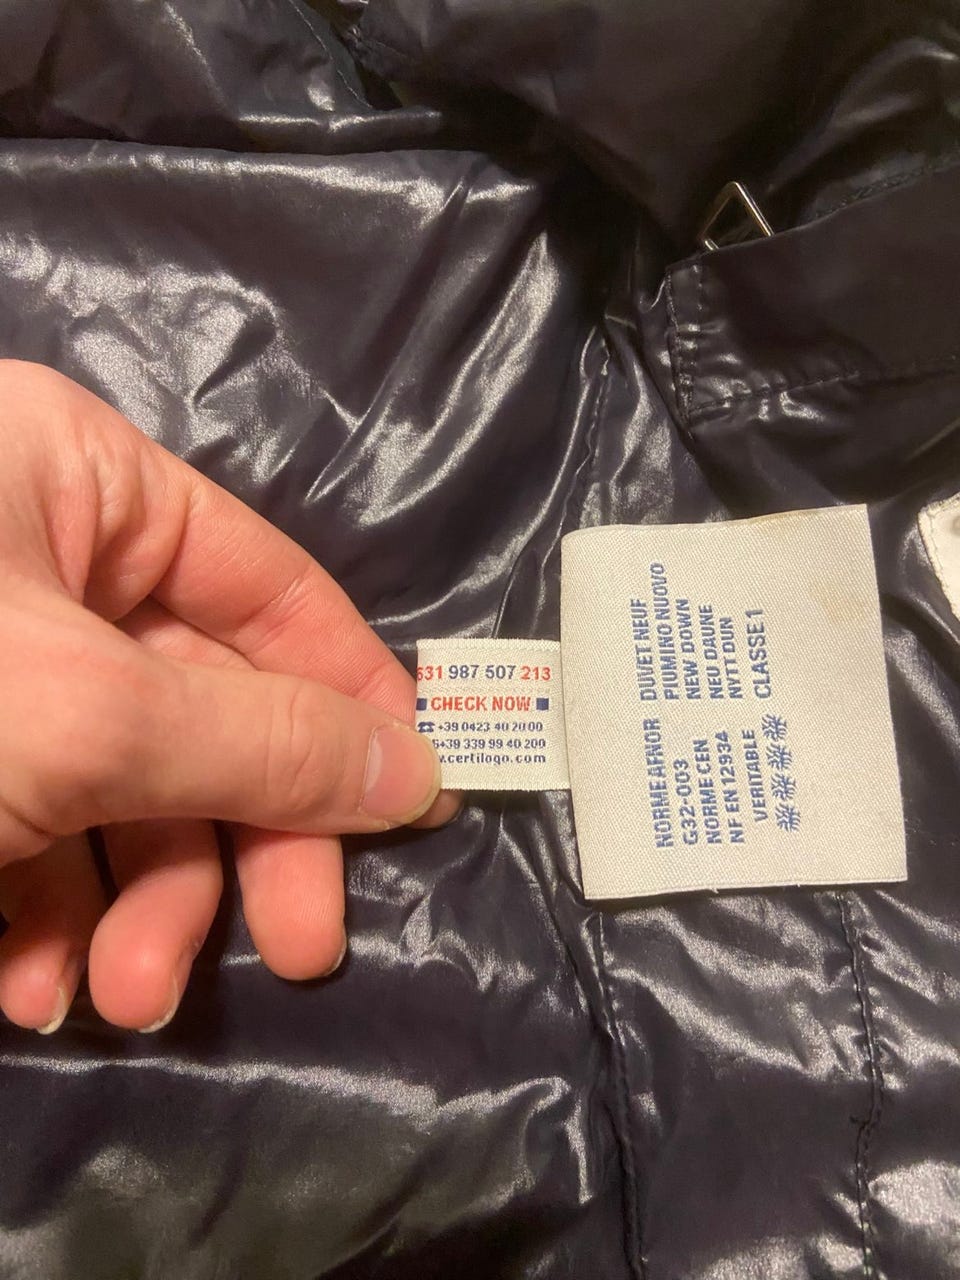 631 987 507 213
CHECK NOW
☎ +39 0423 40 20 00
+39 339 99 40 200
.certilogo.com
DUVET NEUF
PIUMINO NUOVO
NEW DOWN
NEU DAUNE
NYTT DUN
CLASSE 1
NORME AFNOR
G32-003
NORME CEN
NF EN 12934
VERITABLE